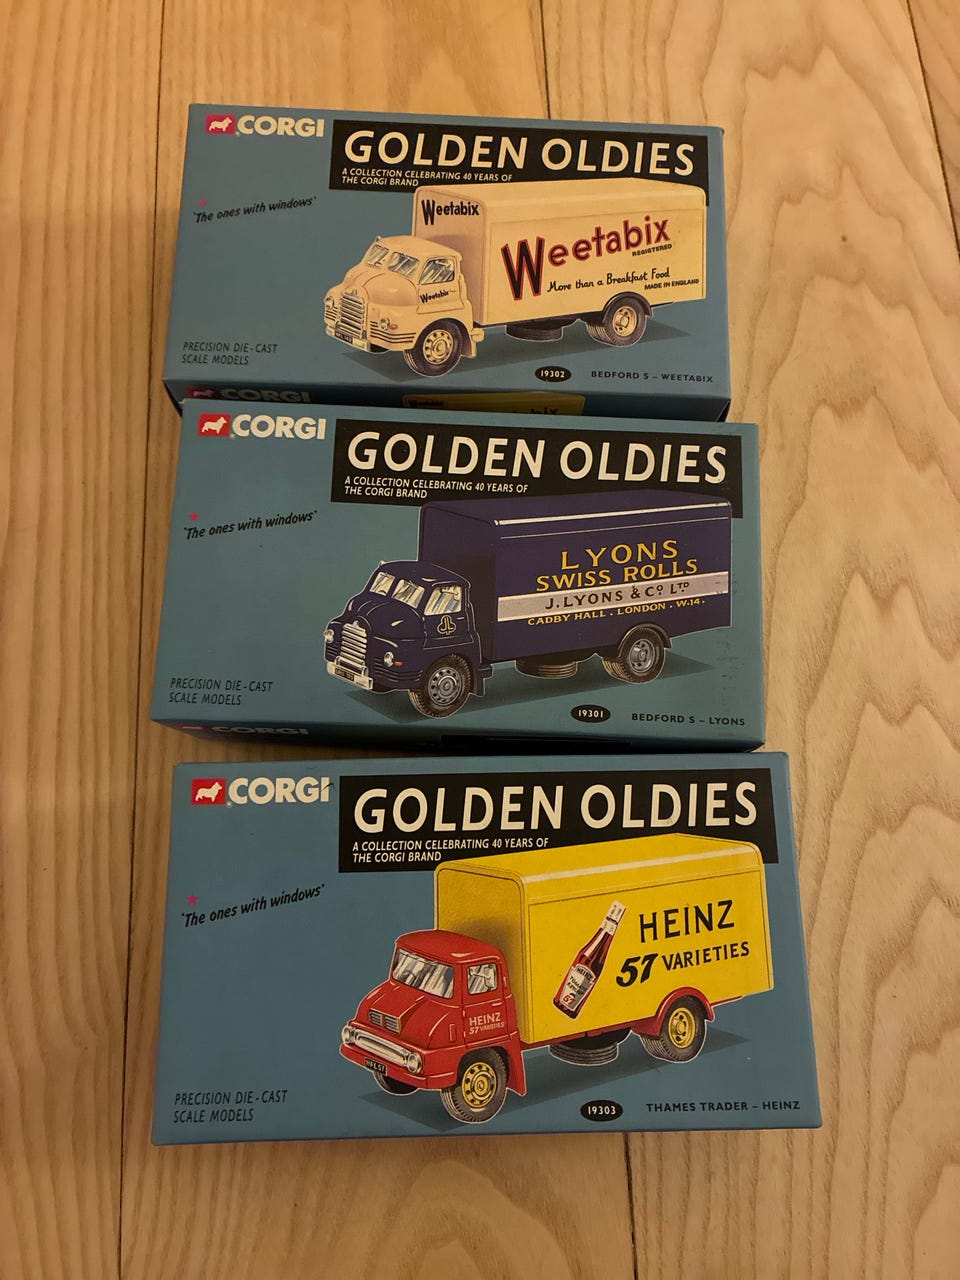 CORGI
GOLDEN OLDIES
A COLLECTION CELEBRATING 40 YEARS OF
THE CORGI BRAND
'The ones with windows'
Weetabix
Weetabix
REGISTERED
More than a Breakfast Food
MADE IN ENGLAND
Weetabix
PRECISION DIE-CAST
SCALE MODELS
19302
BEDFORD S – WEETABIX
CORGI
CORGI
GOLDEN OLDIES
A COLLECTION CELEBRATING 40 YEARS OF
THE CORGI BRAND
'The ones with windows'
LYONS
SWISS ROLLS
J. LYONS & Cº LTD
CADBY HALL . LONDON . W.14.
JL
PRECISION DIE-CAST
SCALE MODELS
19301
BEDFORD S – LYONS
CORGI
CORGI
GOLDEN OLDIES
A COLLECTION CELEBRATING 40 YEARS OF
THE CORGI BRAND
'The ones with windows'
HEINZ
57 VARIETIES
HEINZ
57 VARIETIES
PRECISION DIE-CAST
SCALE MODELS
19303
THAMES TRADER – HEINZ